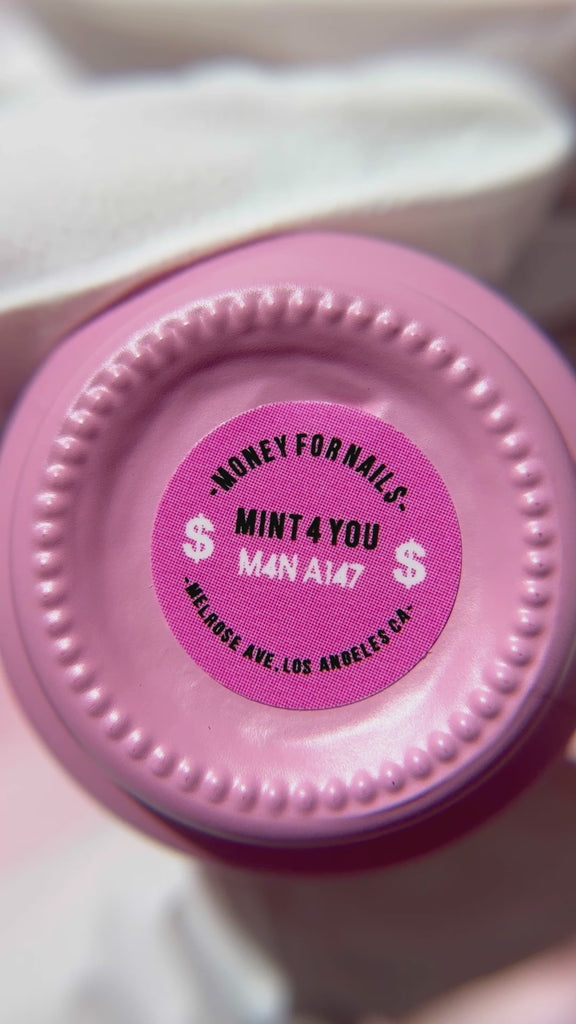 -MONEY FOR NAILS-
MINT 4 YOU
$ M4N A147 $
-MELROSE AVE. LOS ANGELES CA-